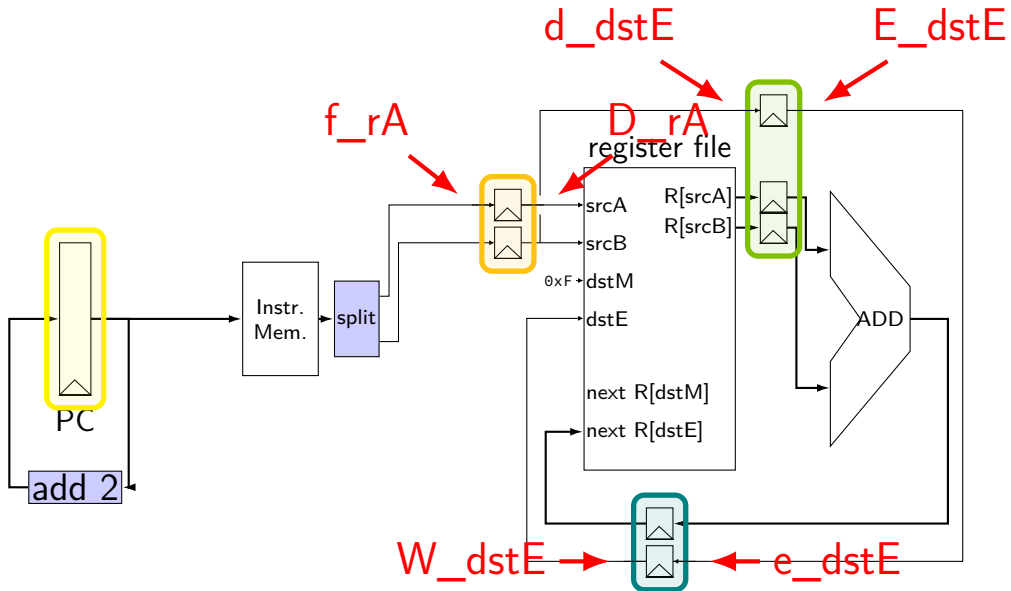 d_dstE
E_dstE
f_rA
D_rA
register file
srcA
R[srcA]
srcB
R[srcB]
0xF
dstM
dstE
Instr.
Mem.
split
ADD
next R[dstM]
PC
next R[dstE]
add 2
W_dstE
e_dstE